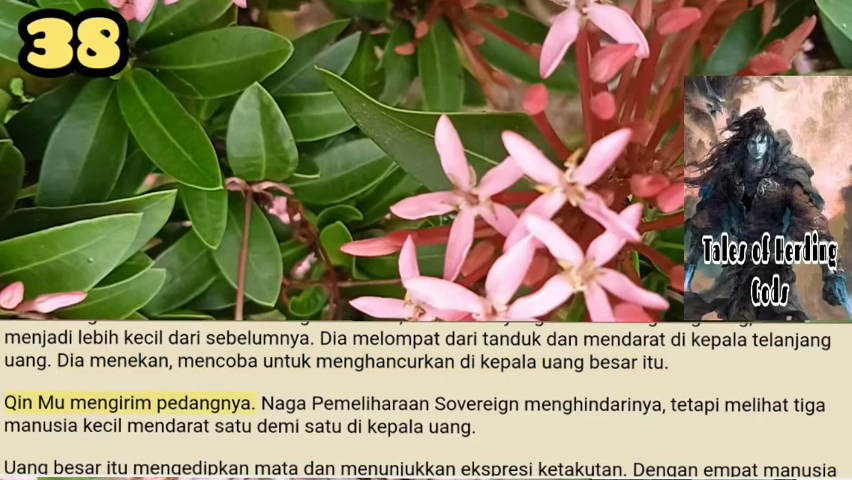 38
Tales of Herding
Gods
menjadi lebih kecil dari sebelumnya. Dia melompat dari tanduk dan mendarat di kepala telanjang
uang. Dia menekan, mencoba untuk menghancurkan di kepala uang besar itu.
Qin Mu mengirim pedangnya. Naga Pemeliharaan Sovereign menghindarinya, tetapi melihat tiga
manusia kecil mendarat satu demi satu di kepala uang.
Uang besar itu mengedipkan mata dan menunjukkan ekspresi ketakutan. Dengan empat manusia